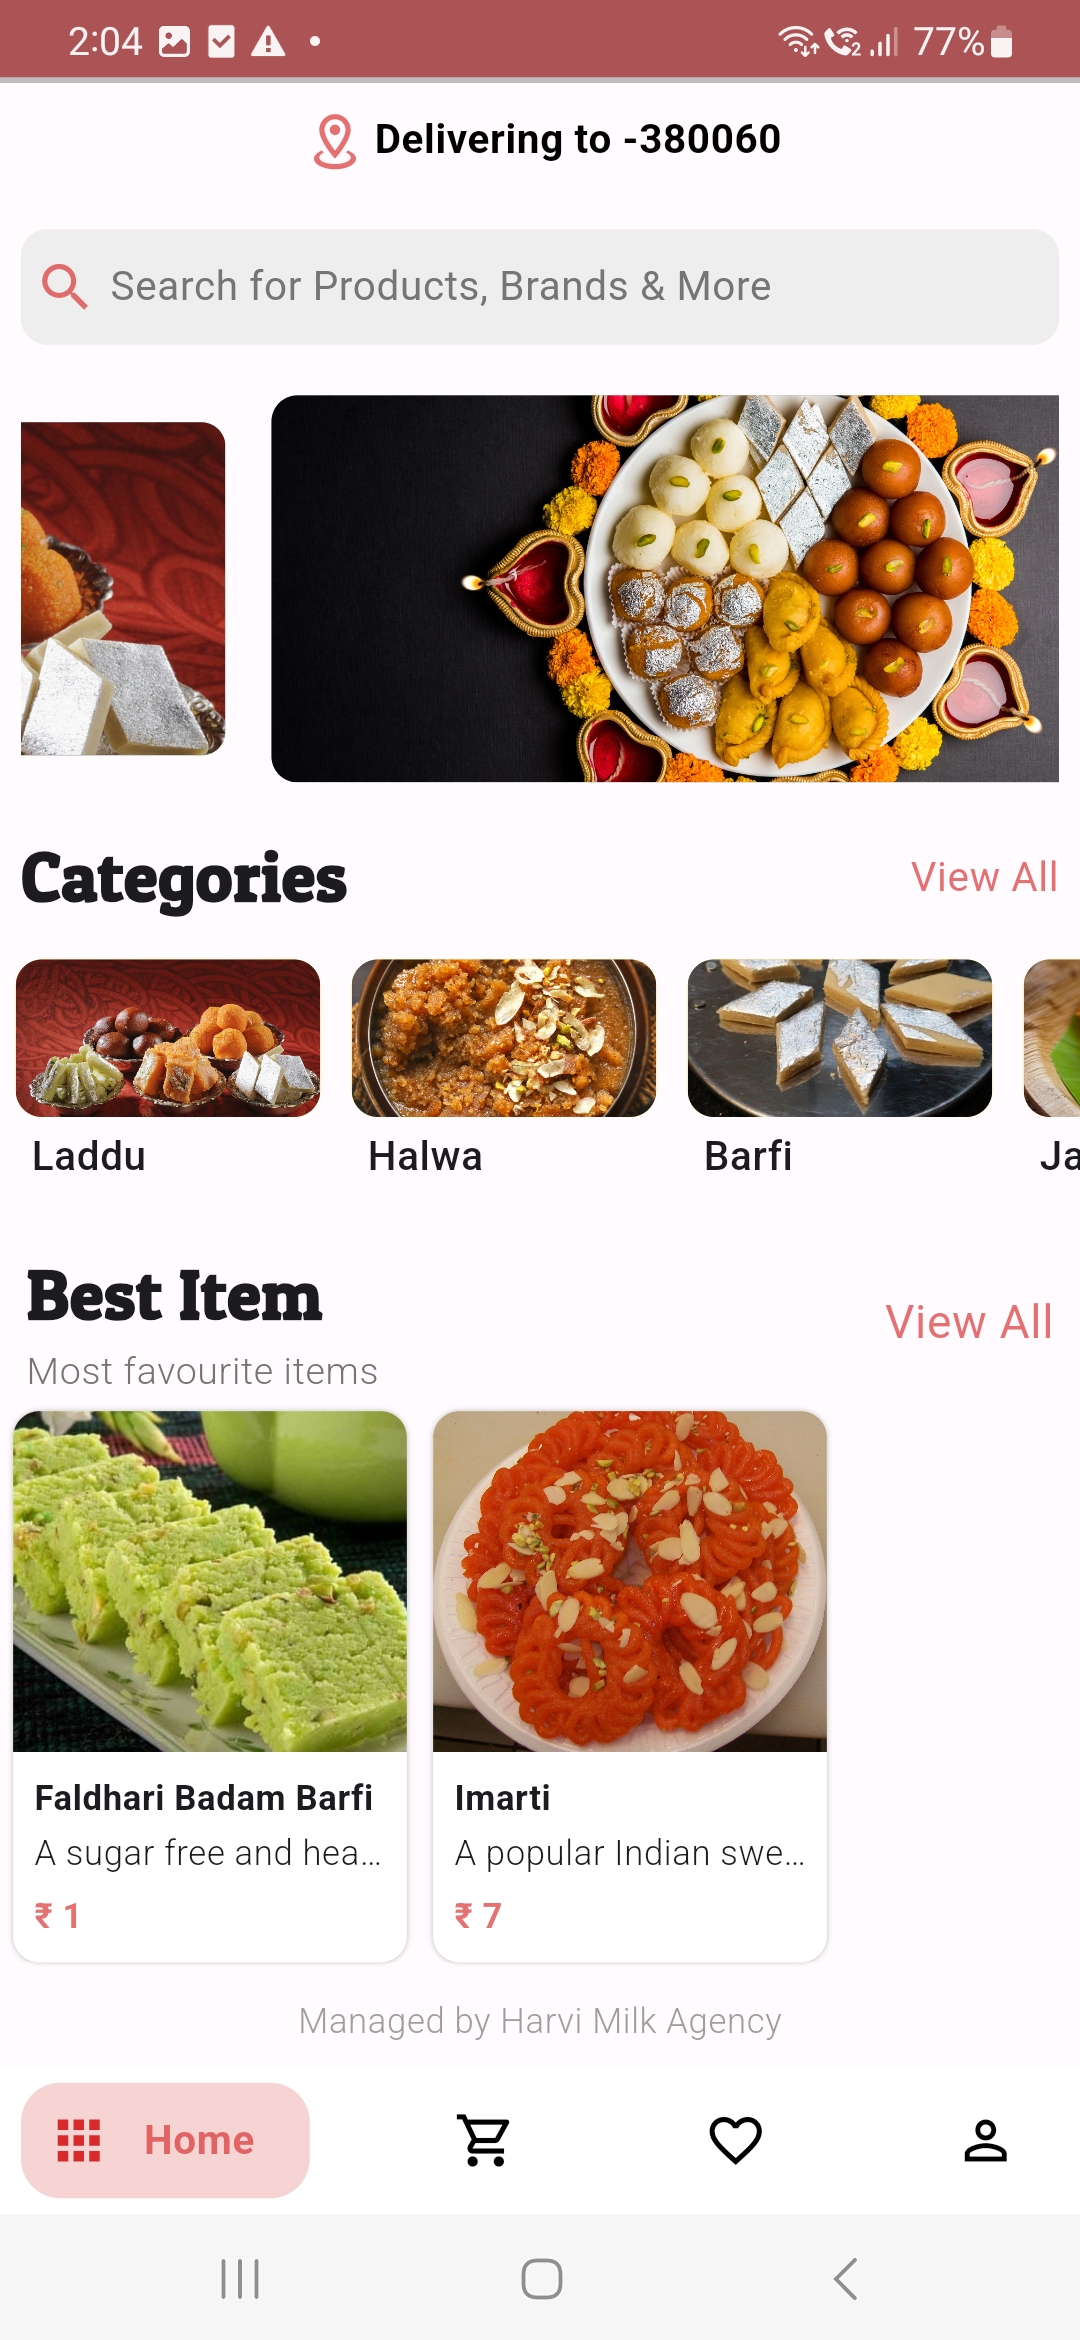 2:04
2
77%
Delivering to -380060
Search for Products, Brands & More
Categories
View All
Laddu
Halwa
Barfi
Ja
Best Item
View All
Most favourite items
Faldhari Badam Barfi
A sugar free and hea...
₹ 1
Imarti
A popular Indian swe...
₹ 7
Managed by Harvi Milk Agency
Home